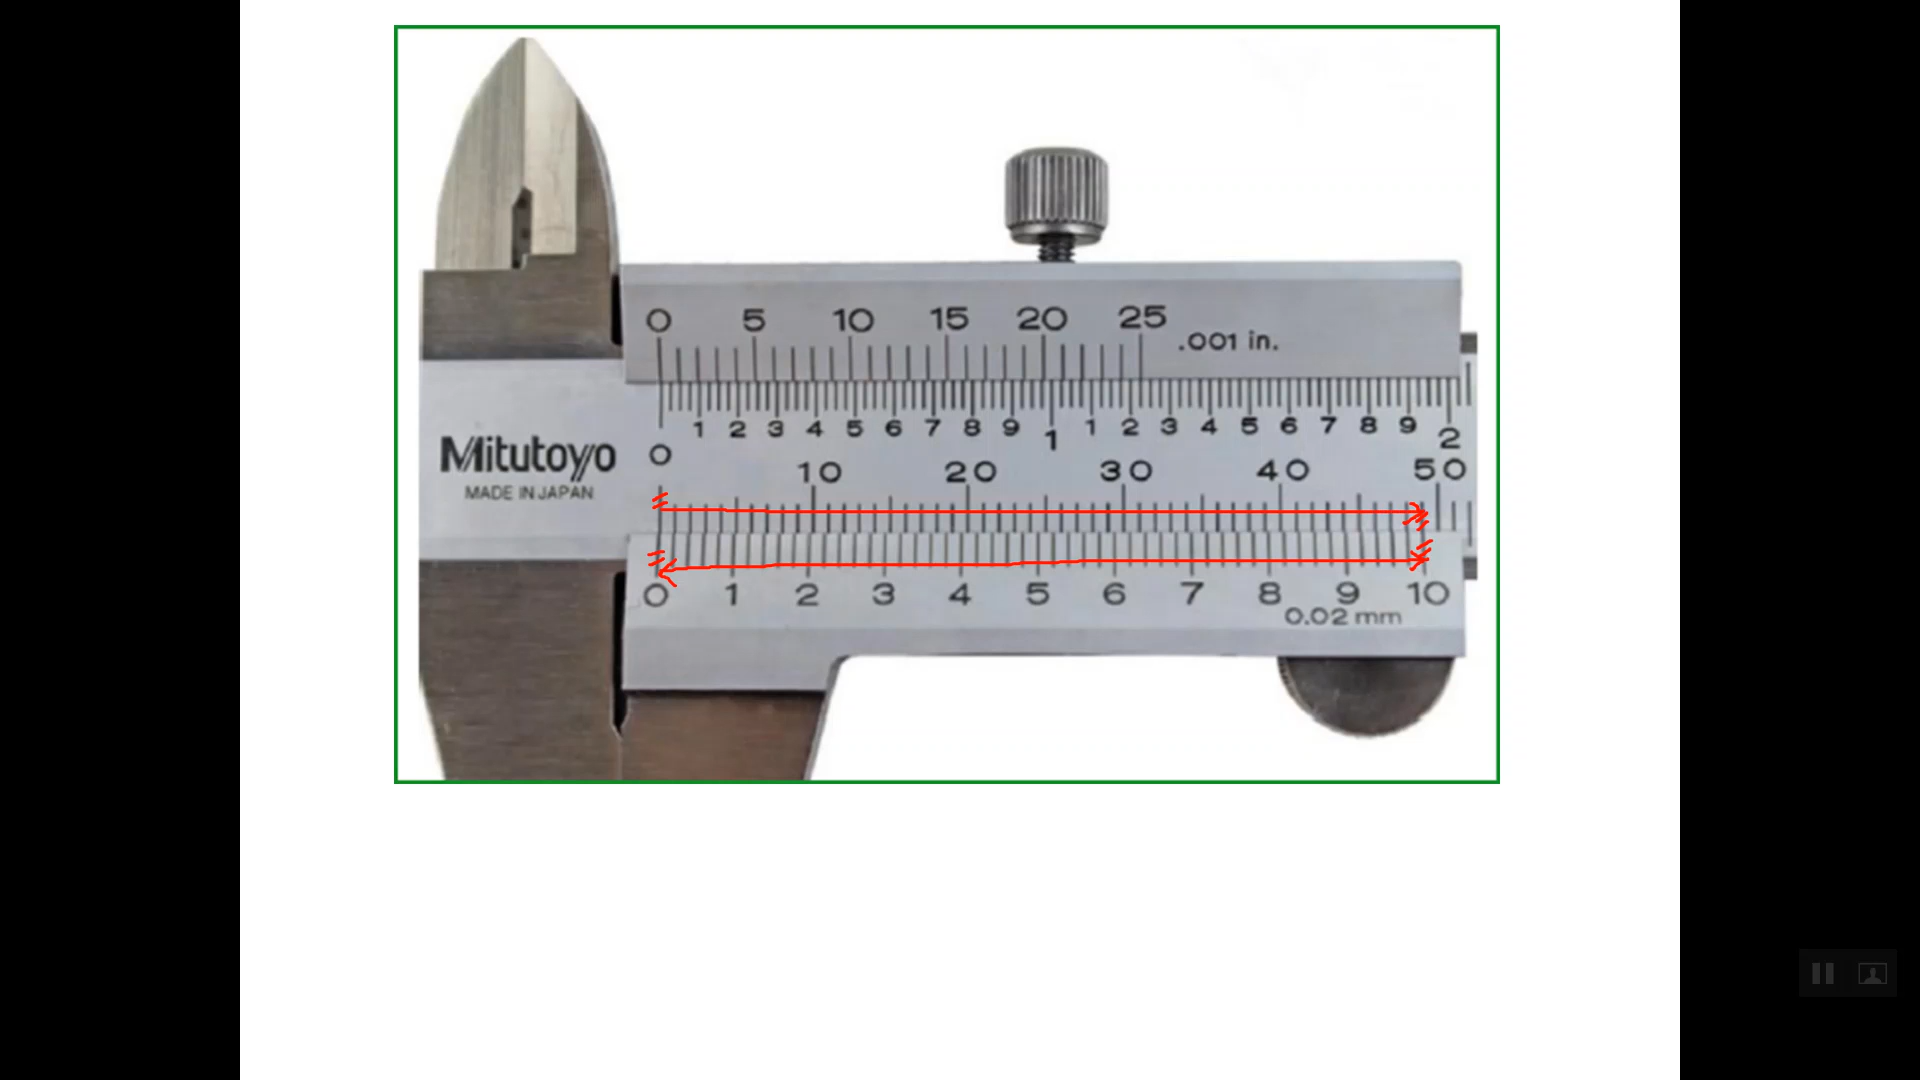 0 5 10 15 20 25
.001 in.
1 2 3 4 5 6 7 8 9 1 1 2 3 4 5 6 7 8 9 2
0
Mitutoyo
MADE IN JAPAN
10 20 30 40 50
0 1 2 3 4 5 6 7 8 9 10
0.02 mm